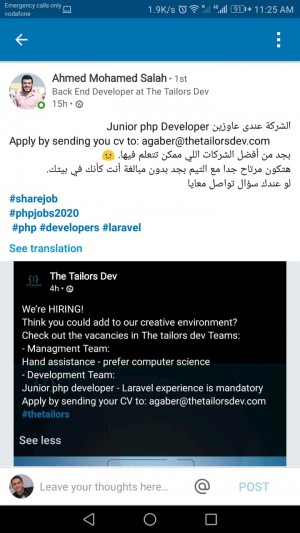 Emergency calls only
vodafone
1.9K/s 4G 91 11:25 AM
Ahmed Mohamed Salah • 1st
Back End Developer at The Tailors Dev
15h •
الشركة عندى عاوزين Junior php Developer
Apply by sending you cv to: agaber@thetailorsdev.com
بجد من أفضل الشركات اللي ممكن تتعلم فيها. 🙂
هتكون مرتاح جدا مع التيم بجد بدون مبالغة أنت كأنك في بيتك.
لو عندك سؤال تواصل معايا
#sharejob
#phpjobs2020
#php #developers #laravel
See translation
The Tailors Dev
4h •
We're HIRING!
Think you could add to our creative environment?
Check out the vacancies in The tailors dev Teams:
- Managment Team:
Hand assistance - prefer computer science
- Development Team:
Junior php developer - Laravel experience is mandatory
Apply by sending your CV to: agaber@thetailorsdev.com
#thetailors
See less
Leave your thoughts here... @ POST